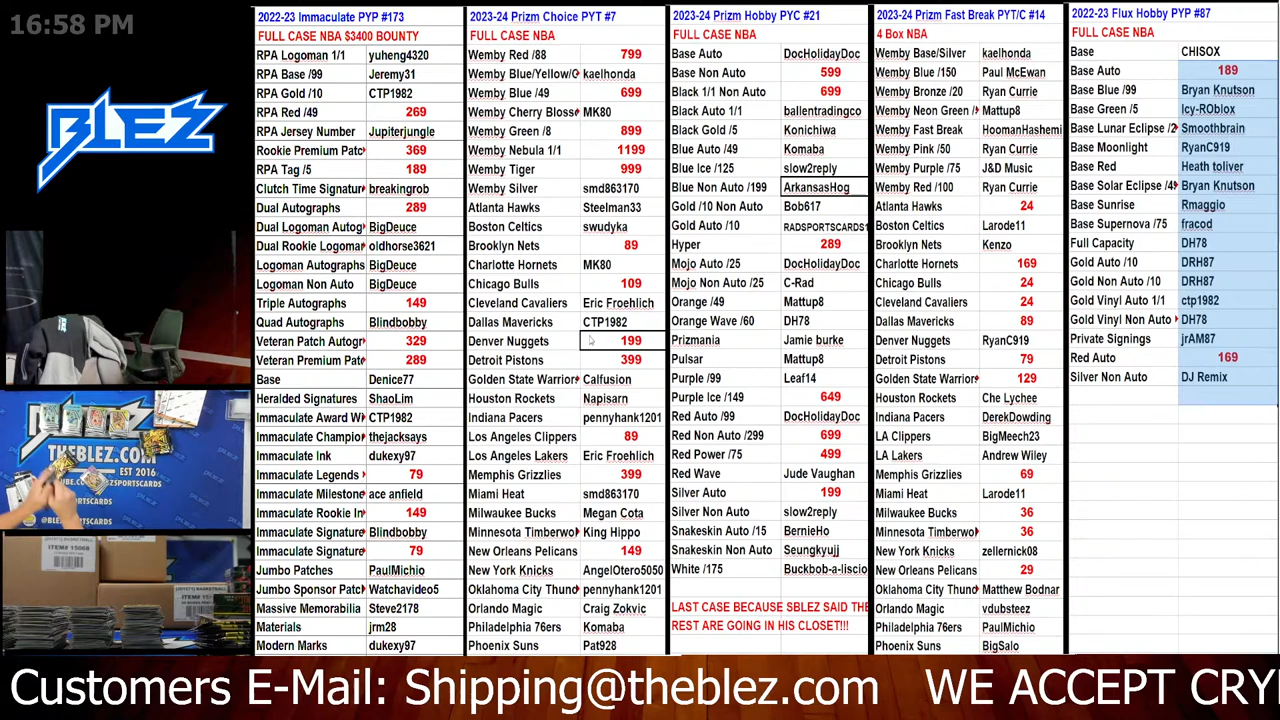 16:58 PM
BLEZ
THEBLEZ.COM
EST 2016
2022-23 Immaculate PYP #173
FULL CASE NBA $3400 BOUNTY
RPA Logoman 1/1 yuheng4320
RPA Base /99 Jeremy31
RPA Gold /10 CTP1982
RPA Red /49 269
RPA Jersey Number Jupiterjungle
Rookie Premium Patc 369
RPA Tag /5 189
Clutch Time Signatur breakingrob
Dual Autographs 289
Dual Logoman Autog BigDeuce
Dual Rookie Logomar oldhorse3621
Logoman Autographs BigDeuce
Logoman Non Auto BigDeuce
Triple Autographs 149
Quad Autographs Blindbobby
Veteran Patch Autogr 329
Veteran Premium Pat 289
Base Denice77
Heralded Signatures ShaoLim
Immaculate Award Wi CTP1982
Immaculate Champio thejacksays
Immaculate Ink dukexy97
Immaculate Legends 79
Immaculate Mileston ace anfield
Immaculate Rookie In 149
Immaculate Signature Blindbobby
Immaculate Signature 79
Jumbo Patches PaulMichio
Jumbo Sponsor Patc Watchavideo5
Massive Memorabilia Steve2178
Materials jrm28
Modern Marks dukexy97
2023-24 Prizm Choice PYT #7
FULL CASE NBA
Wemby Red /88 799
Wemby Blue/Yellow/G kaelhonda
Wemby Blue /49 699
Wemby Cherry Bloss MK80
Wemby Green /8 899
Wemby Nebula 1/1 1199
Wemby Tiger 999
Wemby Silver smd863170
Atlanta Hawks Steelman33
Boston Celtics swudyka
Brooklyn Nets 89
Charlotte Hornets MK80
Chicago Bulls 109
Cleveland Cavaliers Eric Froehlich
Dallas Mavericks CTP1982
Denver Nuggets 199
Detroit Pistons 399
Golden State Warrior Calfusion
Houston Rockets Napisarn
Indiana Pacers pennyhank1201
Los Angeles Clippers 89
Los Angeles Lakers Eric Froehlich
Memphis Grizzlies 399
Miami Heat smd863170
Milwaukee Bucks Megan Cota
Minnesota Timberwo King Hippo
New Orleans Pelicans 149
New York Knicks AngelOtero5050
Oklahoma City Thun pennyhank1201
Orlando Magic Craig Zokvic
Philadelphia 76ers Komaba
Phoenix Suns Pat928
2023-24 Prizm Hobby PYC #21
FULL CASE NBA
Base Auto DocHolidayDoc
Base Non Auto 599
Black 1/1 Non Auto 699
Black Auto 1/1 ballentradingco
Black Gold /5 Konichiwa
Blue Auto /49 Komaba
Blue Ice /125 slow2reply
Blue Non Auto /199 ArkansasHog
Gold /10 Non Auto Bob617
Gold Auto /10 RADSPORTSCARDS1
Hyper 289
Mojo Auto /25 DocHolidayDoc
Mojo Non Auto /25 C-Rad
Orange /49 Mattup8
Orange Wave /60 DH78
Prizmania Jamie burke
Pulsar Mattup8
Purple /99 Leaf14
Purple Ice /149 649
Red Auto /99 DocHolidayDoc
Red Non Auto /299 699
Red Power /75 499
Red Wave Jude Vaughan
Silver Auto 199
Silver Non Auto slow2reply
Snakeskin Auto /15 BernieHo
Snakeskin Non Auto Seungkyujj
White /175 Buckbob-a-liscio
LAST CASE BECAUSE SBLEZ SAID THE
REST ARE GOING IN HIS CLOSET!!!
2023-24 Prizm Fast Break PYT/C #14
4 Box NBA
Wemby Base/Silver kaelhonda
Wemby Blue /150 Paul McEwan
Wemby Bronze /20 Ryan Currie
Wemby Neon Green / Mattup8
Wemby Fast Break HoomanHashemi
Wemby Pink /50 Ryan Currie
Wemby Purple /75 J&D Music
Wemby Red /100 Ryan Currie
Atlanta Hawks 24
Boston Celtics Larode11
Brooklyn Nets Kenzo
Charlotte Hornets 169
Chicago Bulls 24
Cleveland Cavaliers 24
Dallas Mavericks 89
Denver Nuggets RyanC919
Detroit Pistons 79
Golden State Warrior 129
Houston Rockets Che Lychee
Indiana Pacers DerekDowding
LA Clippers BigMeech23
LA Lakers Andrew Wiley
Memphis Grizzlies 69
Miami Heat Larode11
Milwaukee Bucks 36
Minnesota Timberwo 36
New York Knicks zellernick08
New Orleans Pelicans 29
Oklahoma City Thun Matthew Bodnar
Orlando Magic vdubsteez
Philadelphia 76ers PaulMichio
Phoenix Suns BigSalo
2022-23 Flux Hobby PYP #87
FULL CASE NBA
Base CHISOX
Base Auto 189
Base Blue /99 Bryan Knutson
Base Green /5 Icy-ROblox
Base Lunar Eclipse /2 Smoothbrain
Base Moonlight RyanC919
Base Red Heath toliver
Base Solar Eclipse /4 Bryan Knutson
Base Sunrise Rmaggio
Base Supernova /75 fracod
Full Capacity DH78
Gold Auto /10 DRH87
Gold Non Auto /10 DRH87
Gold Vinyl Auto 1/1 ctp1982
Gold Vinyl Non Auto DH78
Private Signings jrAM87
Red Auto 169
Silver Non Auto DJ Remix
Customers E-Mail: Shipping@theblez.com WE ACCEPT CRY